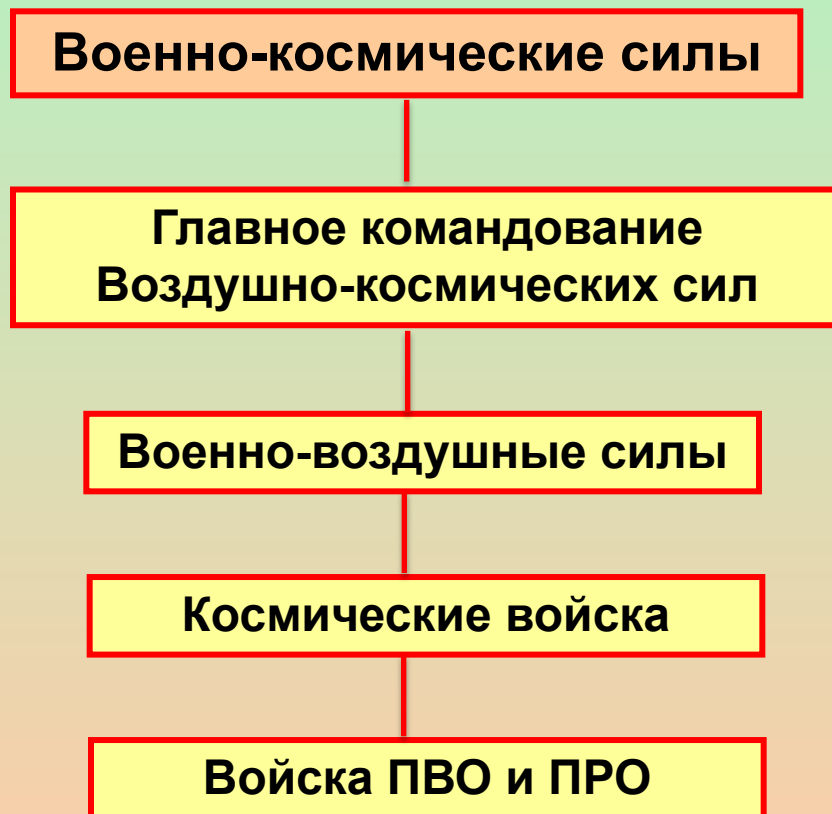 Военно-космические силы
Главное командование
Воздушно-космических сил
Военно-воздушные силы
Космические войска
Войска ПВО и ПРО